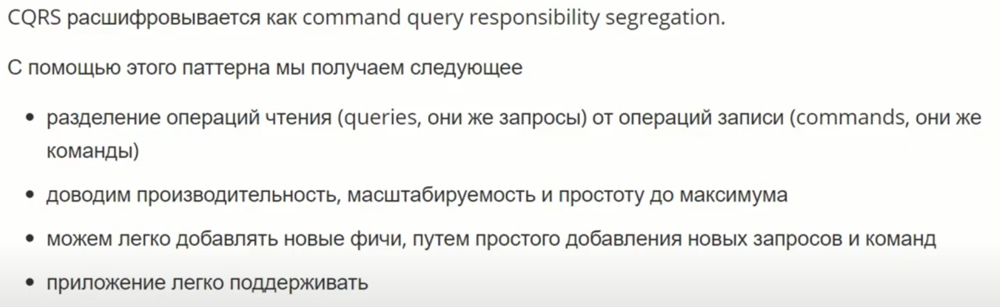 CQRS расшифровывается как command query responsibility segregation.
С помощью этого паттерна мы получаем следующее
• разделение операций чтения (queries, они же запросы) от операций записи (commands, они же
команды)
• доводим производительность, масштабируемость и простоту до максимума
• можем легко добавлять новые фичи, путем простого добавления новых запросов и команд
• приложение легко поддерживать